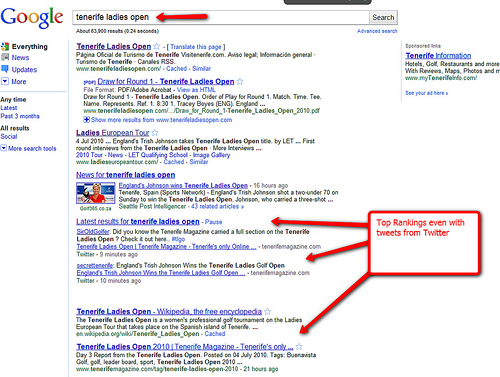 Google
tenerife ladies open
Search
About 63,900 results (0.24 seconds)
Advanced search
Everything
News
Updates
More
Any time
Latest
Past 3 months
All results
Social
More search tools
Tenerife Ladies Open - [ Translate this page ]
Página Oficial de Turismo de Tenerife Visitenerife.com. Aviso legal; Información general ·
Turismo de Tenerife · Canales RSS.
www.tenerifeladiesopen.com/ - Cached - Similar
[PDF] Draw for Round 1 - Tenerife Ladies Open
File Format: PDF/Adobe Acrobat - View as HTML
Draw for Round 1 - Tenerife Ladies Open. Order of Play for Round 1. Match. Time. Tee.
Name. Represents. Ref. 1. 8:30 1. Tracey Boyes (ENG). England ...
www.tenerifeladiesopen.com/.../Draw_for_Round-1-Tenerife_Ladies_Open_2010.pdf
Show more results from www.tenerifeladiesopen.com
Ladies European Tour
4 Jul 2010 ... England's Trish Johnson takes Tenerife Ladies Open title. by LET ... First
round interviews from the Tenerife Ladies Open · More Interviews ...
2010 Tour - News - LET Qualifying School - Image Gallery
www.ladieseuropeantour.com/ - Cached - Similar
News for tenerife ladies open
England's Johnson wins Tenerife Ladies Open - 16 hours ago
Tenerife, Spain (Sports Network) - England's Trish Johnson shot a two-under 70 on
Sunday to win the Tenerife Ladies Open. Johnson, who carried a three-shot ...
Seattle Post Intelligencer - 43 related articles »
Golf365.co.za
Latest results for tenerife ladies open - Pause
SirOldGolfer: Did you know the Tenerife Magazine carried a full section on the Tenerife
Ladies Open ? Check it out here.. #tlgo
Tenerife Ladies Open | Tenerife Magazine - Tenerife's only Online ... - tenerifemagazine.com
Twitter - 9 minutes ago
secrettenerife: England's Trish Johnson Wins the Tenerife Ladies Golf Open
England's Trish Johnson Wins the Tenerife Ladies Golf Open ... - tenerifemagazine.com
Twitter - 10 minutes ago
Tenerife Ladies Open - Wikipedia, the free encyclopedia
The Tenerife Ladies Open is a women's professional golf tournament on the Ladies
European Tour that takes place on the Spanish island of Tenerife. ...
en.wikipedia.org/wiki/Tenerife_Ladies_Open - Cached
Tenerife Ladies Open 2010 | Tenerife Magazine - Tenerife's only ...
Day 3 Report from the Ladies Open. Posted on 04 July 2010. Tags: Buenavista
Golf, golf, leader board, sport, Tenerife Ladies Open 2010 ...
www.tenerifemagazine.com/tag/tenerife-ladies-open-2010 - 21 hours ago
Sponsored links
Tenerife Information
Hotels, Golf, Restaurants and more
With Reviews, Maps, Photos and m
www.myTenerifeInfo.com/
See your ad here »
Top Rankings even with
tweets from Twitter